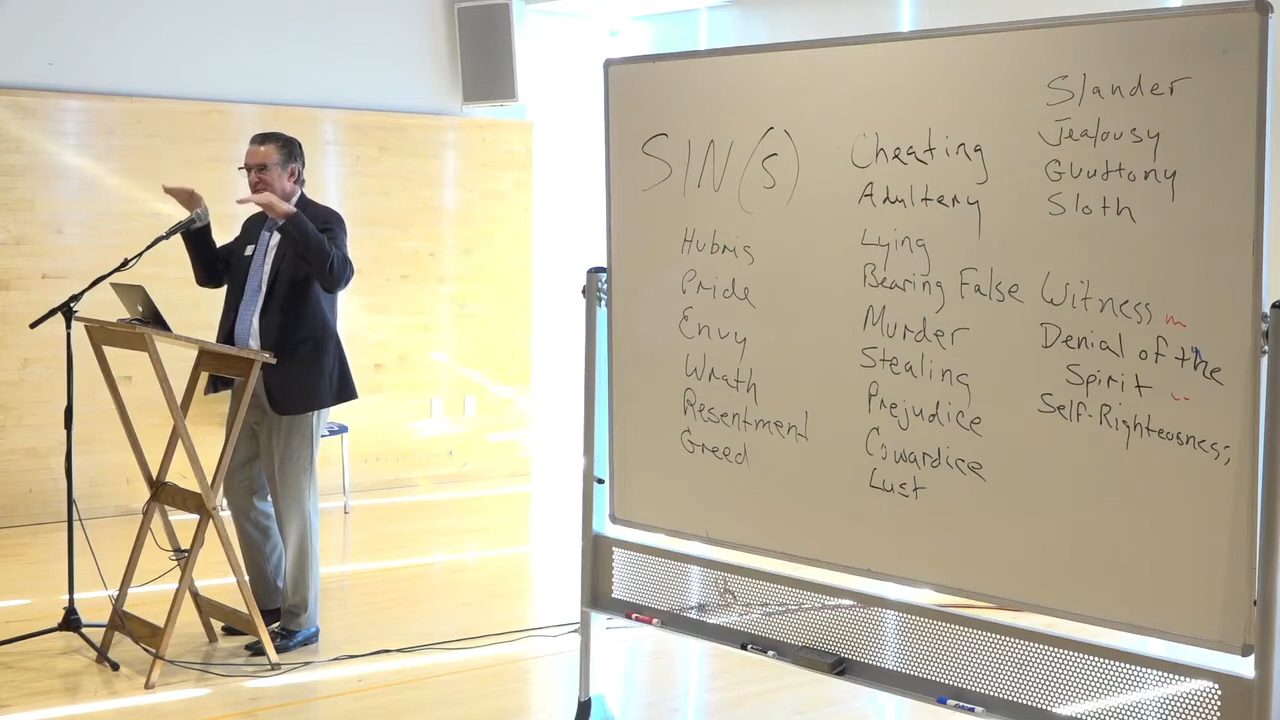 SIN(s)
Hubris
Pride
Envy
Wrath
Resentment
Greed
Cheating
Adultery
Lying
Bearing False Witness
Murder
Stealing
Prejudice
Cowardice
Lust
Slander
Jealousy
Gluttony
Sloth
Denial of the
Spirit
Self-Righteousness;